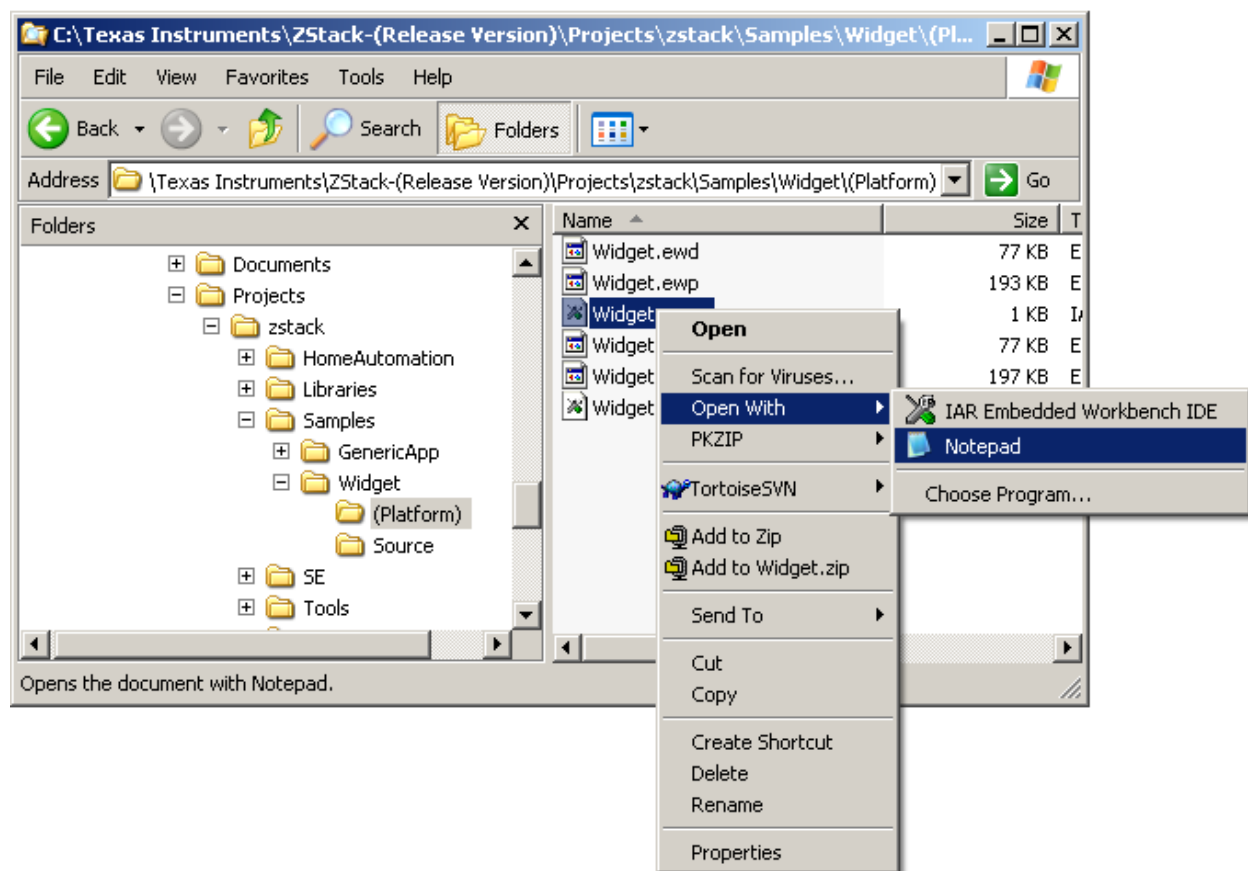 C:\Texas Instruments\ZStack-(Release Version)\Projects\zstack\Samples\Widget\(Pl...
File Edit View Favorites Tools Help
Back Search Folders
Address \Texas Instruments\ZStack-(Release Version)\Projects\zstack\Samples\Widget\(Platform) Go
Folders
Documents
Projects
zstack
HomeAutomation
Libraries
Samples
GenericApp
Widget
(Platform)
Source
SE
Tools
Name Size T
Widget.ewd 77 KB E
Widget.ewp 193 KB E
Widget 1 KB
Widget 77 KB E
Widget 197 KB E
Widget
Open
Scan for Viruses...
Open With
PKZIP
TortoiseSVN
Add to Zip
Add to Widget.zip
Send To
Cut
Copy
Create Shortcut
Delete
Rename
Properties
IAR Embedded Workbench IDE
Notepad
Choose Program...
Opens the document with Notepad.